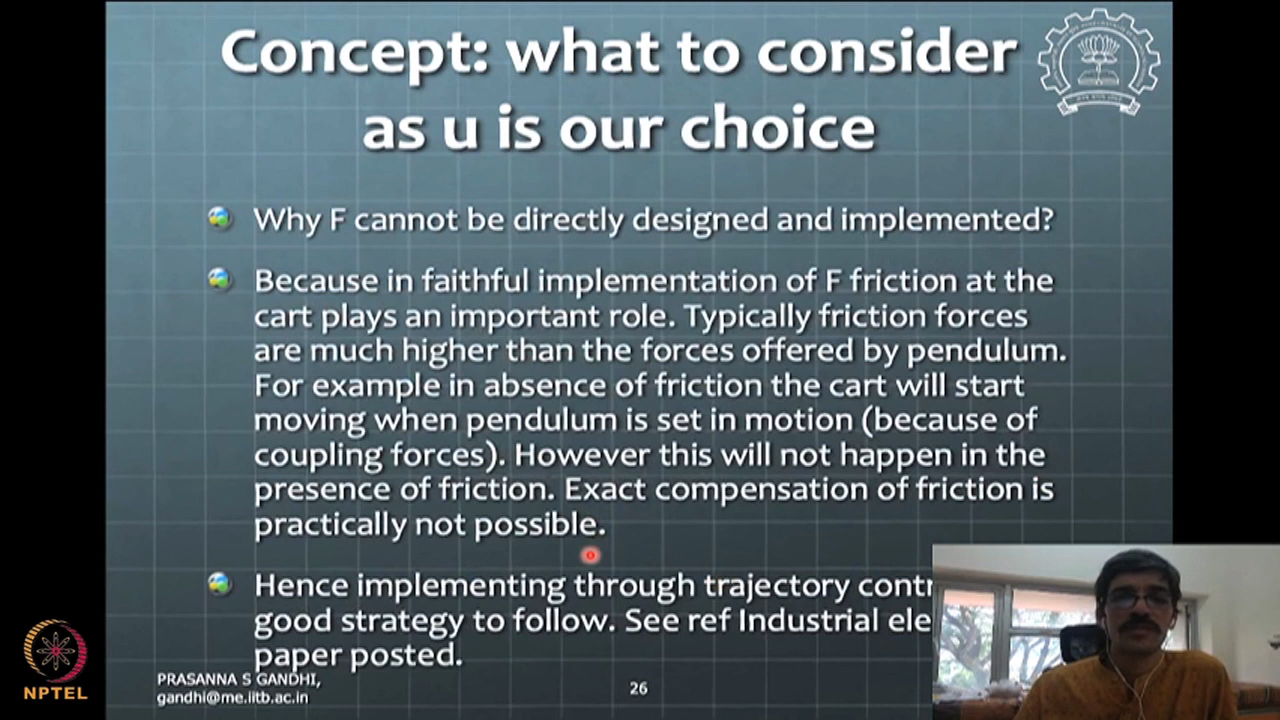 Concept: what to consider
as u is our choice
Why F cannot be directly designed and implemented?
Because in faithful implementation of F friction at the
cart plays an important role. Typically friction forces
are much higher than the forces offered by pendulum.
For example in absence of friction the cart will start
moving when pendulum is set in motion (because of
coupling forces). However this will not happen in the
presence of friction. Exact compensation of friction is
practically not possible.
Hence implementing through trajectory contr
good strategy to follow. See ref Industrial ele
paper posted.
PRASANNA S GANDHI,
gandhi@me.iitb.ac.in
26
NPTEL